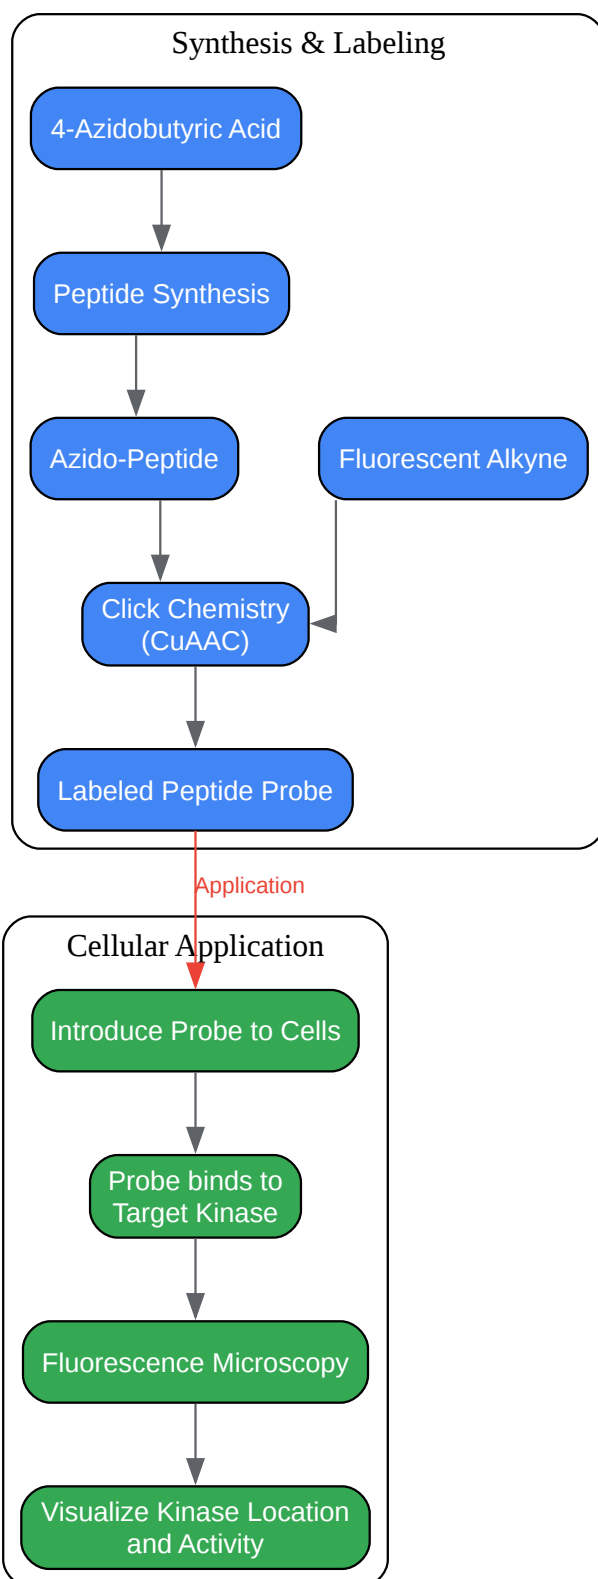 Synthesis & Labeling
4-Azidobutyric Acid
Peptide Synthesis
Azido-Peptide
Fluorescent Alkyne
Click Chemistry
(CuAAC)
Labeled Peptide Probe
Application
Cellular Application
Introduce Probe to Cells
Probe binds to
Target Kinase
Fluorescence Microscopy
Visualize Kinase Location
and Activity